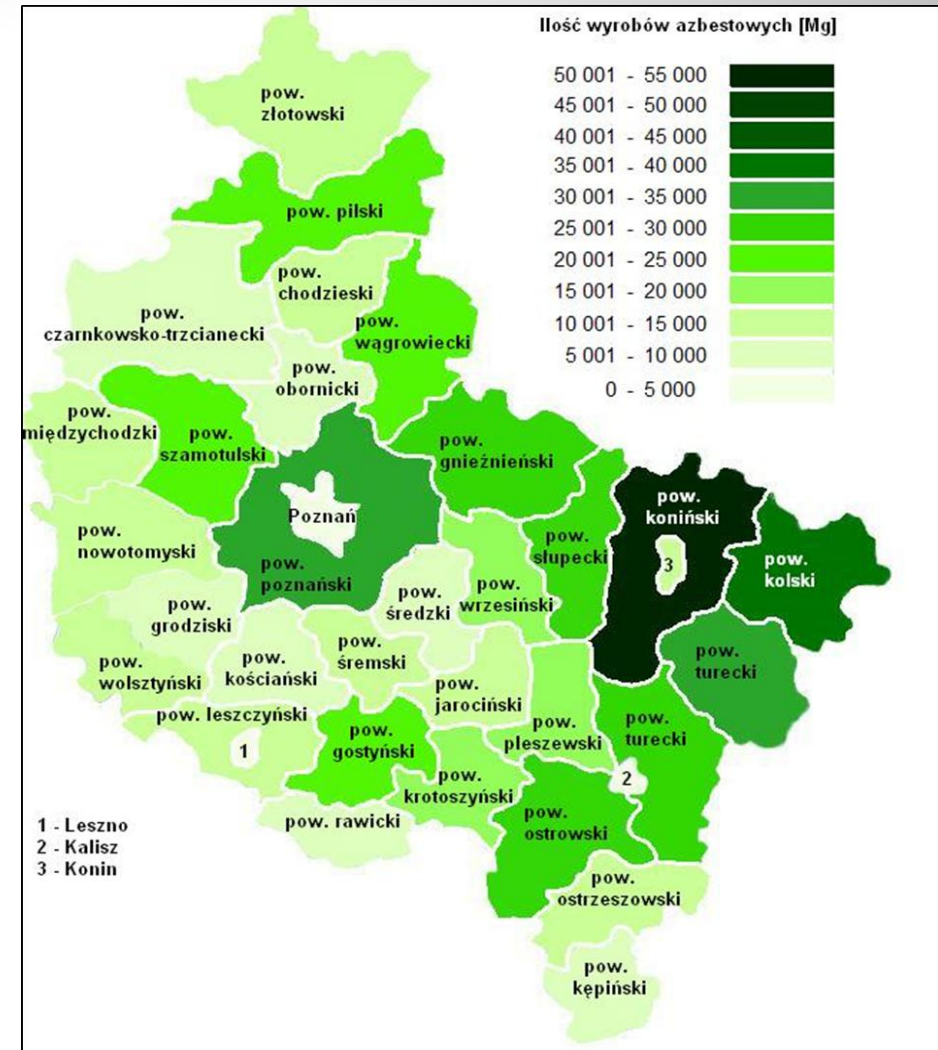 Ilość wyrobów azbestowych [Mg]
50 001 - 55 000
45 001 - 50 000
40 001 - 45 000
35 001 - 40 000
30 001 - 35 000
25 001 - 30 000
20 001 - 25 000
15 001 - 20 000
10 001 - 15 000
5 001 - 10 000
0 - 5 000
pow.
złotowski
pow. pilski
pow.
chodzieski
pow.
czarnkowsko-trzcianecki
pow.
wągrowiecki
pow.
obornicki
pow.
międzychodzki
pow.
szamotulski
pow.
gnieźnieński
pow.
koniński
3
Poznań
pow.
poznański
pow.
nowotomyski
pow.
słupecki
pow.
kolski
pow.
wrzesiński
pow.
średzki
pow.
grodziski
pow.
śremski
pow.
kościański
pow.
wolsztyński
pow.
turecki
pow.
jarociński
pow. leszczyński
1
pow.
gostyński
pow.
pleszewski
pow.
turecki
2
pow.
krotoszyński
pow. rawicki
pow.
ostrowski
1 - Leszno
2 - Kalisz
3 - Konin
pow.
ostrzeszowski
pow.
kępiński